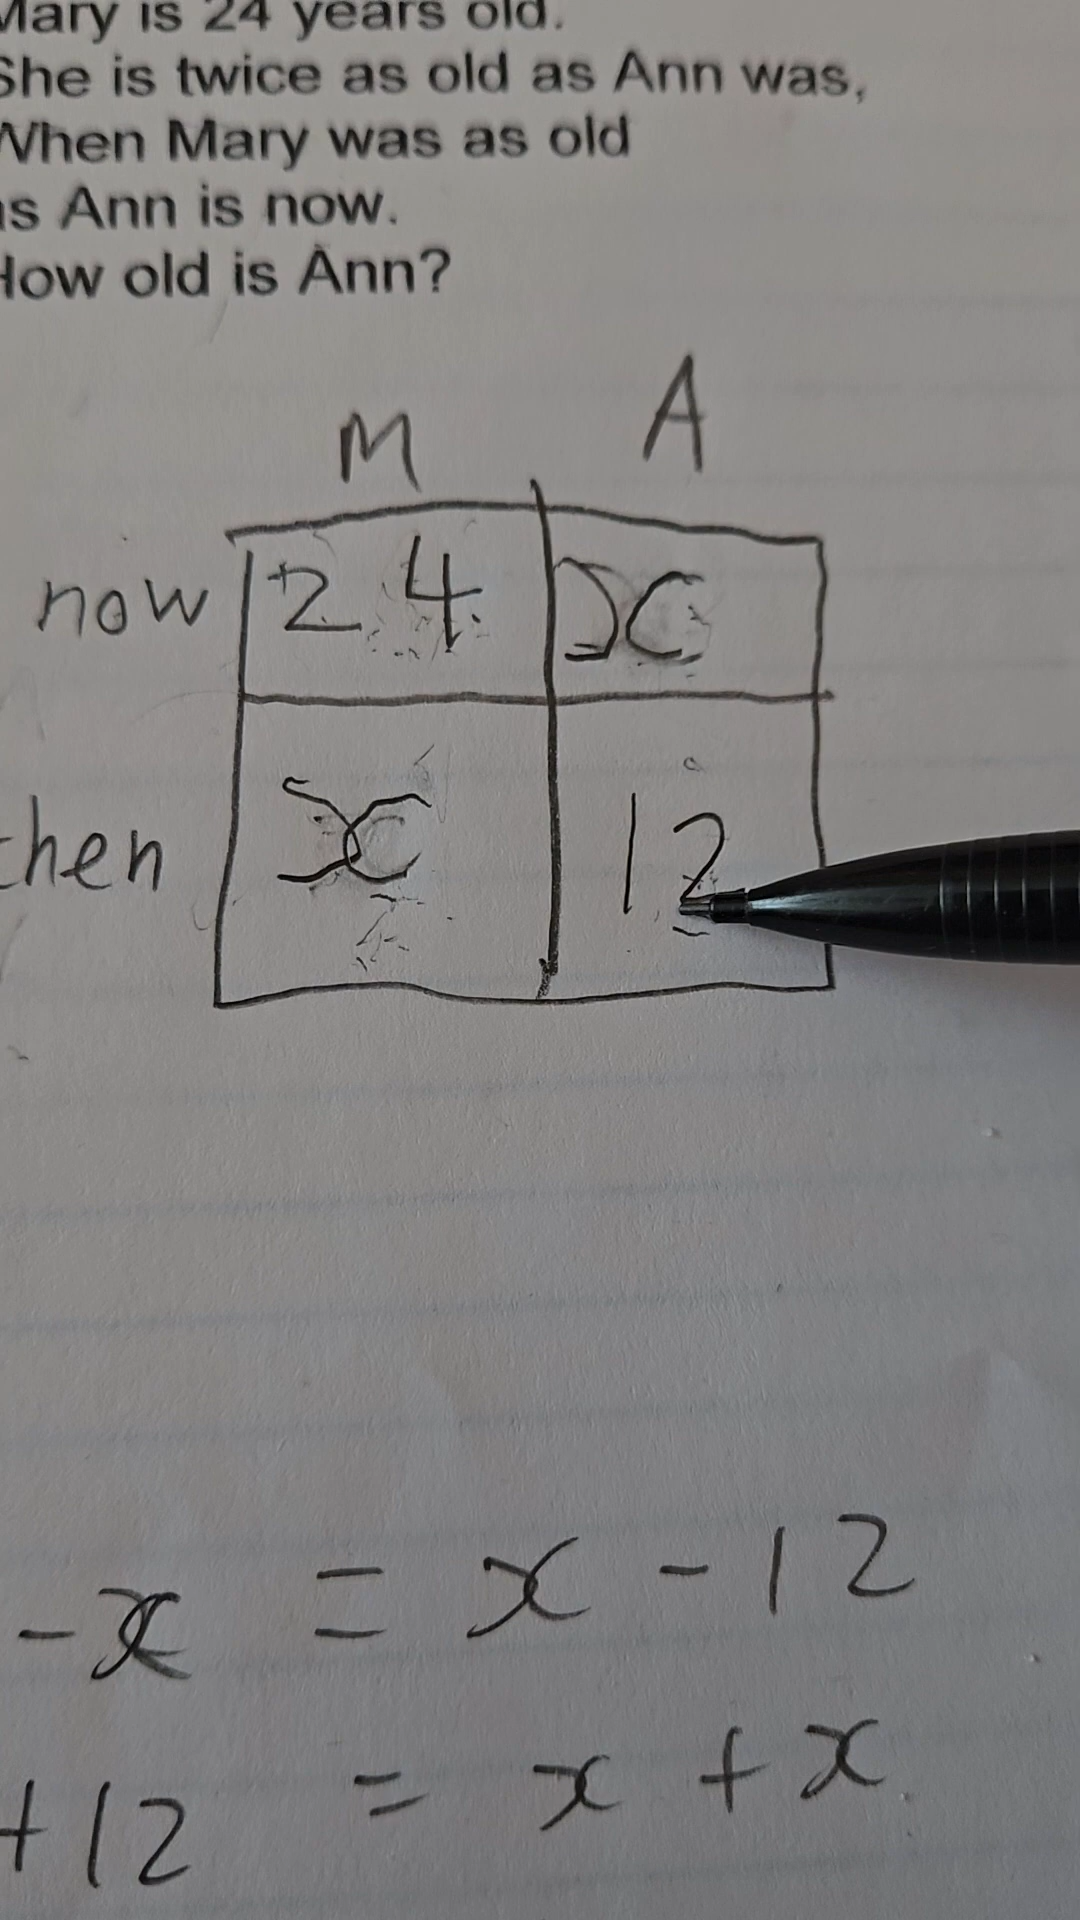 Mary is 24 years old.
She is twice as old as Ann was,
When Mary was as old
as Ann is now.
How old is Ann?
M A
now 24 x
then x 12
-x = x - 12
+12 = x + x